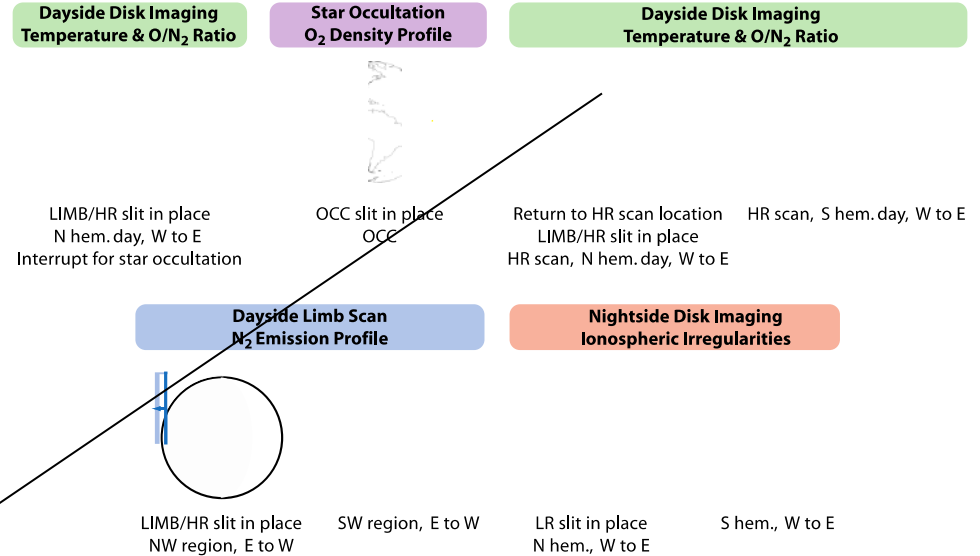 Dayside Disk Imaging
Temperature & O/N₂ Ratio
Star Occultation
O₂ Density Profile
Dayside Disk Imaging
Temperature & O/N₂ Ratio
LIMB/HR slit in place
N hem. day, W to E
Interrupt for star occultation
OCC slit in place
OCC
Return to HR scan location
LIMB/HR slit in place
HR scan, N hem. day, W to E
HR scan, S hem. day, W to E
Dayside Limb Scan
N₂ Emission Profile
Nightside Disk Imaging
Ionospheric Irregularities
LIMB/HR slit in place
NW region, E to W
SW region, E to W
LR slit in place
N hem., W to E
S hem., W to E